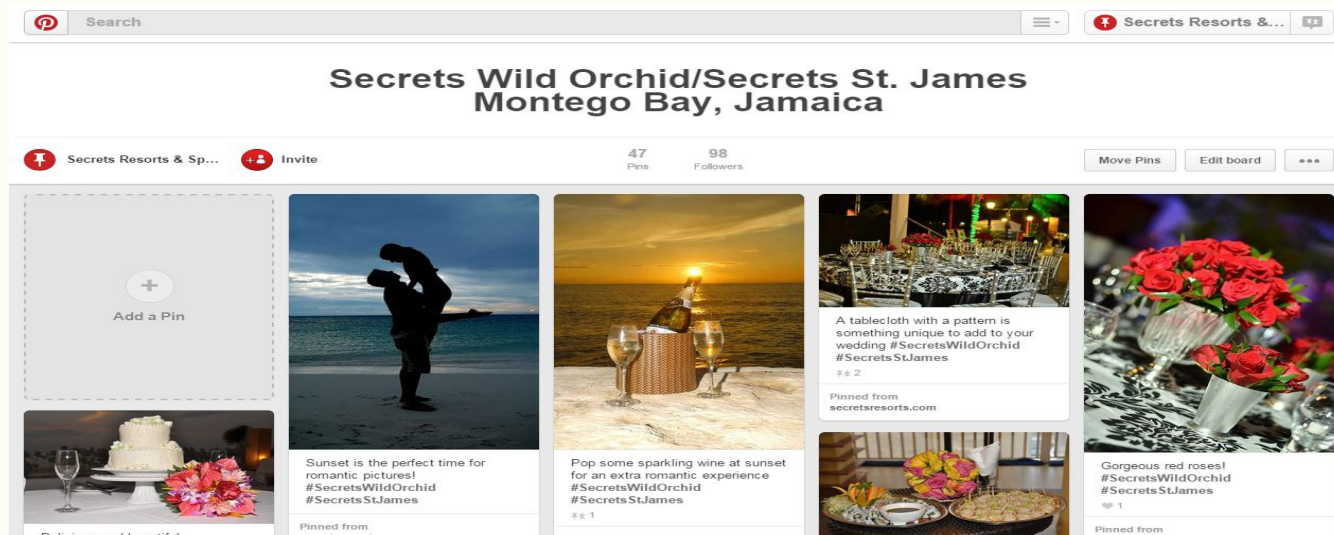 Search
Secrets Resorts &...
Secrets Wild Orchid/Secrets St. James
Montego Bay, Jamaica
Secrets Resorts & Sp...
Invite
47
Pins
98
Followers
Move Pins
Edit board
Add a Pin
Sunset is the perfect time for
romantic pictures!
#SecretsWildOrchid
#SecretsStJames
Pinned from
Pop some sparkling wine at sunset
for an extra romantic experience
#SecretsWildOrchid
#SecretsStJames
1
A tablecloth with a pattern is
something unique to add to your
wedding #SecretsWildOrchid
#SecretsStJames
2
Pinned from
secretsresorts.com
Gorgeous red roses!
#SecretsWildOrchid
#SecretsStJames
1
Pinned from